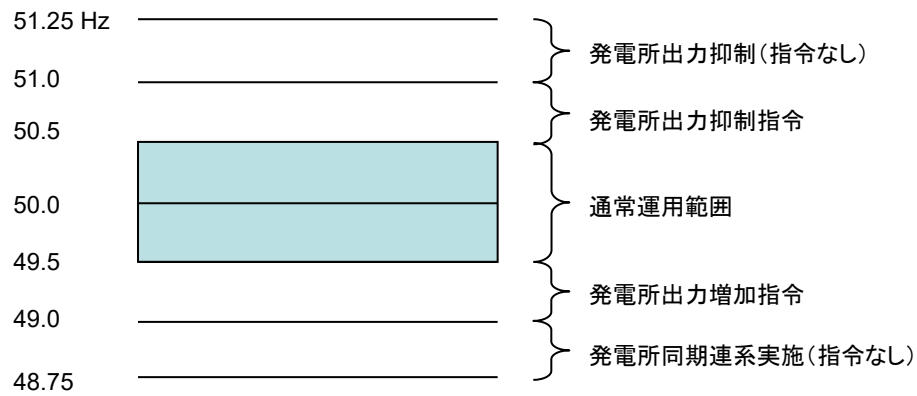 51.25 Hz
発電所出力抑制（指令なし）
51.0
発電所出力抑制指令
50.5
50.0
通常運用範囲
49.5
発電所出力増加指令
49.0
発電所同期連系実施（指令なし）
48.75